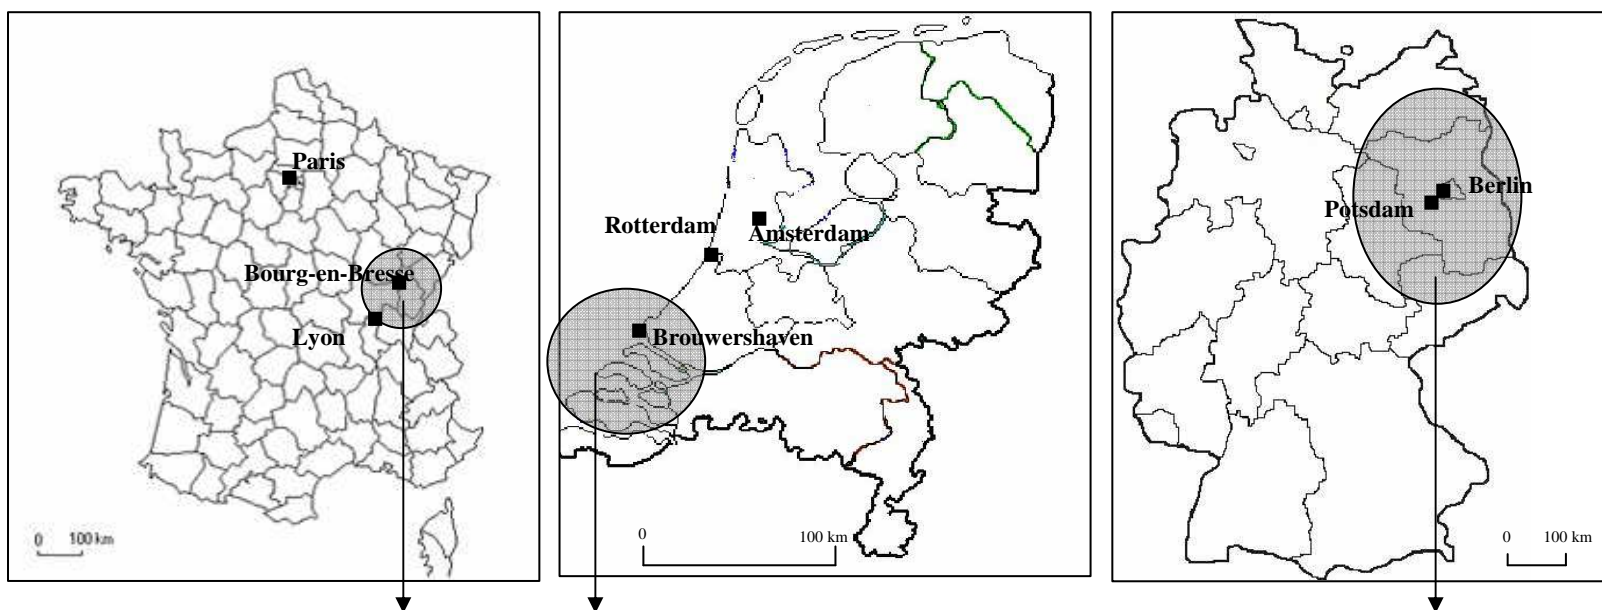 Paris
Bourg-en-Bresse
Lyon
0 100 km
Rotterdam
Amsterdam
Brouwershaven
0 100 km
Berlin
Potsdam
0 100 km